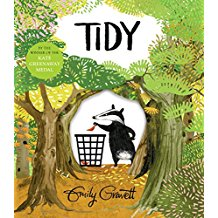 TIDY
BY THE
WINNER OF THE
KATE
GREENAWAY
MEDAL
Emily Gravett